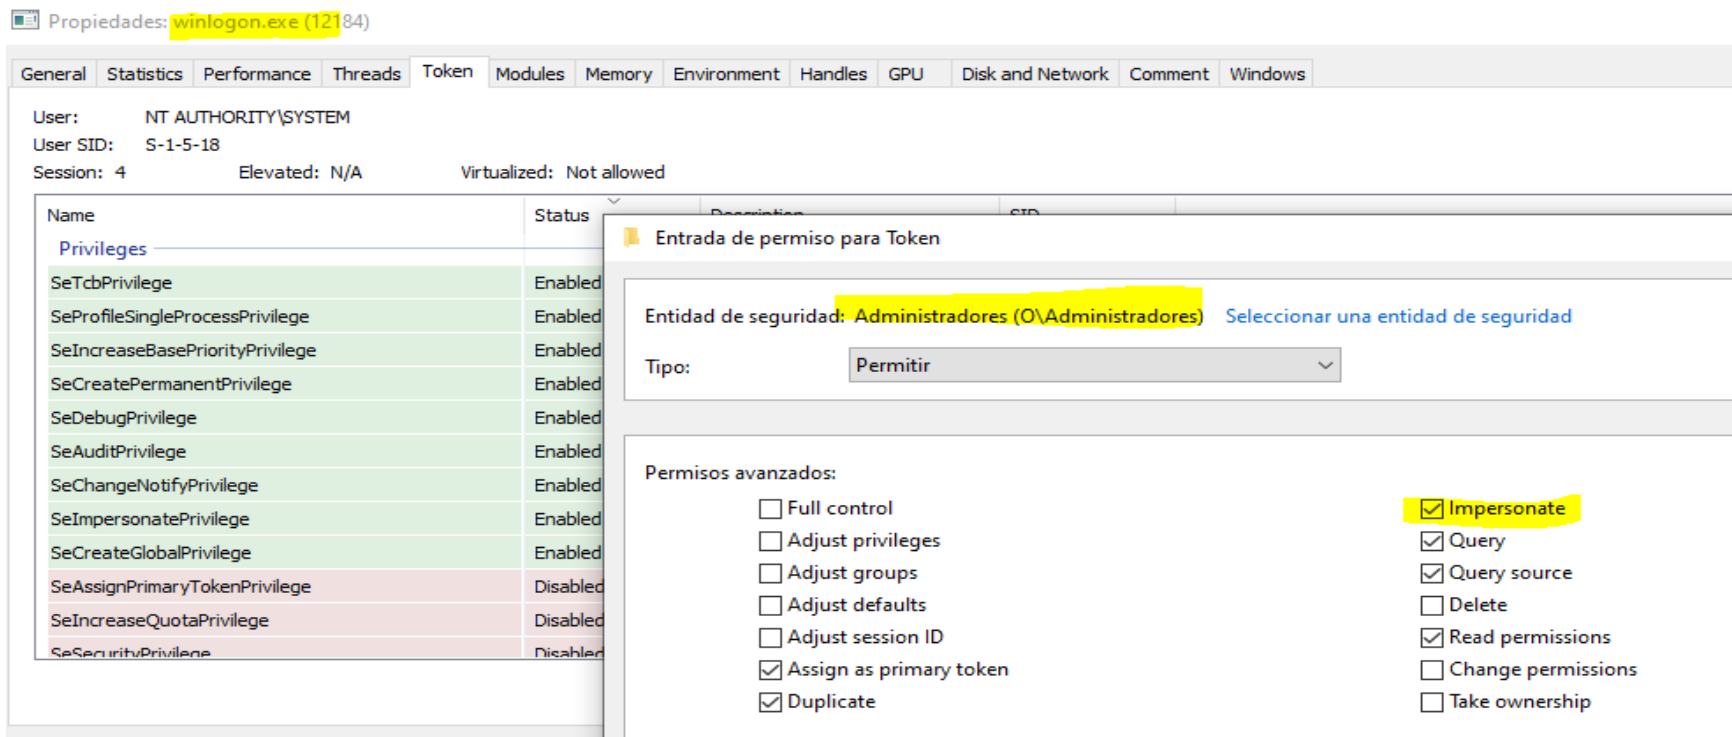 Propiedades: winlogon.exe (12184)
General Statistics Performance Threads Token Modules Memory Environment Handles GPU Disk and Network Comment Windows
User: NT AUTHORITY\SYSTEM
User SID: S-1-5-18
Session: 4 Elevated: N/A Virtualized: Not allowed
Name Status Description SID
Privileges
SeTcbPrivilege Enabled
SeProfileSingleProcessPrivilege Enabled
SeIncreaseBasePriorityPrivilege Enabled
SeCreatePermanentPrivilege Enabled
SeDebugPrivilege Enabled
SeAuditPrivilege Enabled
SeChangeNotifyPrivilege Enabled
SeImpersonatePrivilege Enabled
SeCreateGlobalPrivilege Enabled
SeAssignPrimaryTokenPrivilege Disabled
SeIncreaseQuotaPrivilege Disabled
SeSecurityPrivilege Disabled
Entrada de permiso para Token
Entidad de seguridad: Administradores (O\Administradores) Seleccionar una entidad de seguridad
Tipo: Permitir
Permisos avanzados:
Full control Impersonate
Adjust privileges Query
Adjust groups Query source
Adjust defaults Delete
Adjust session ID Read permissions
Assign as primary token Change permissions
Duplicate Take ownership